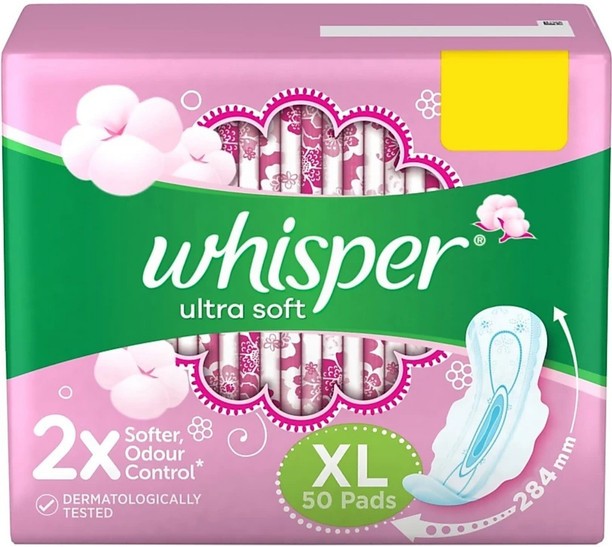 whisper®
ultra soft
2X
Softer,
Odour
Control*
DERMATOLOGICALLY
TESTED
XL
50 Pads
284 mm